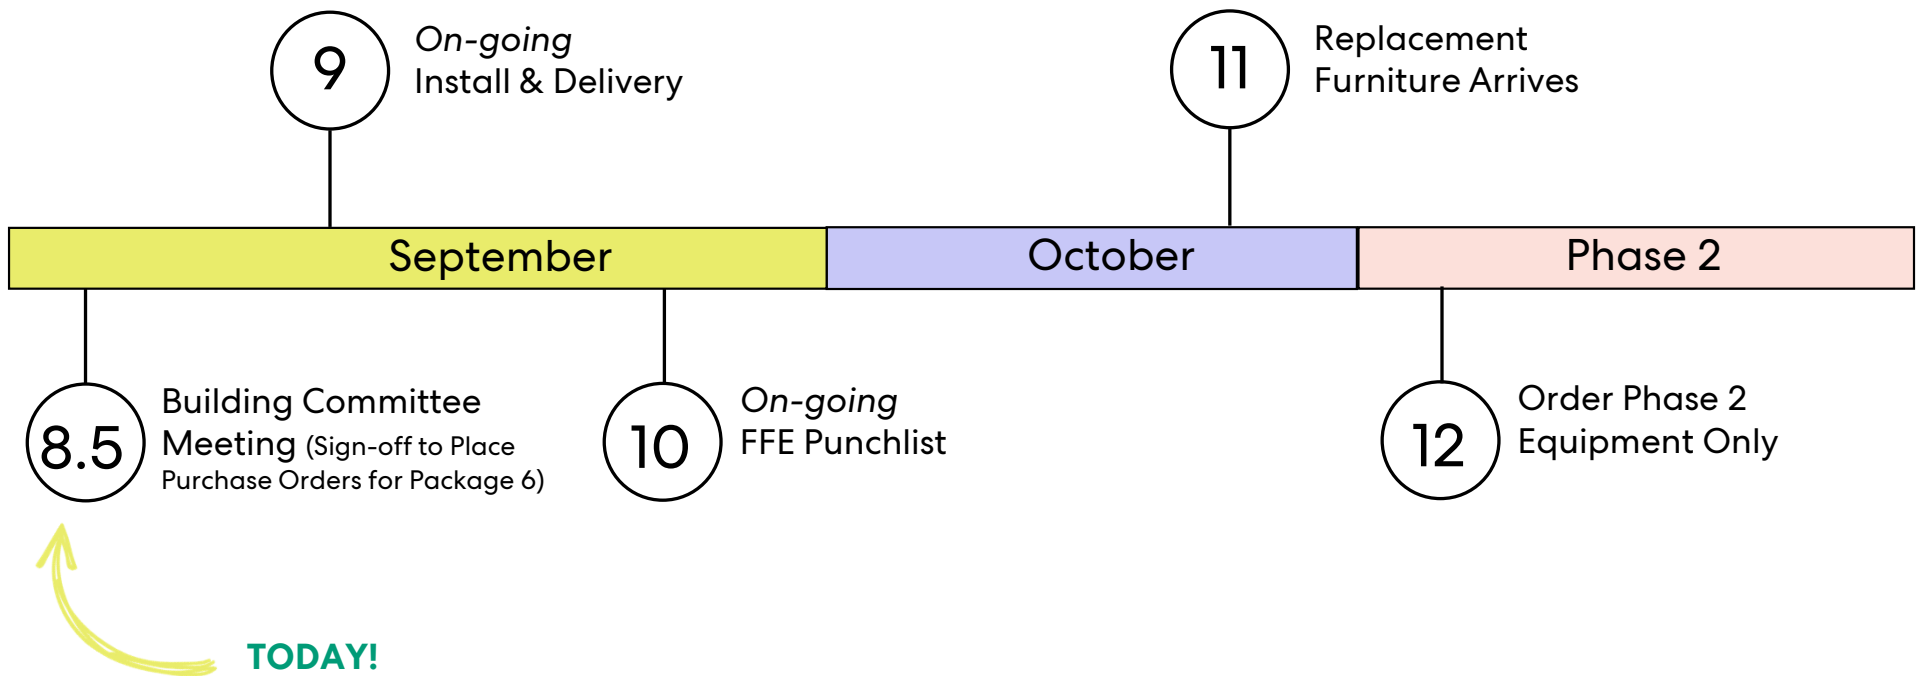 9
On-going
Install & Delivery
11
Replacement
Furniture Arrives
September
October
Phase 2
8.5
Building Committee
Meeting (Sign-off to Place
Purchase Orders for Package 6)
10
On-going
FFE Punchlist
12
Order Phase 2
Equipment Only
TODAY!